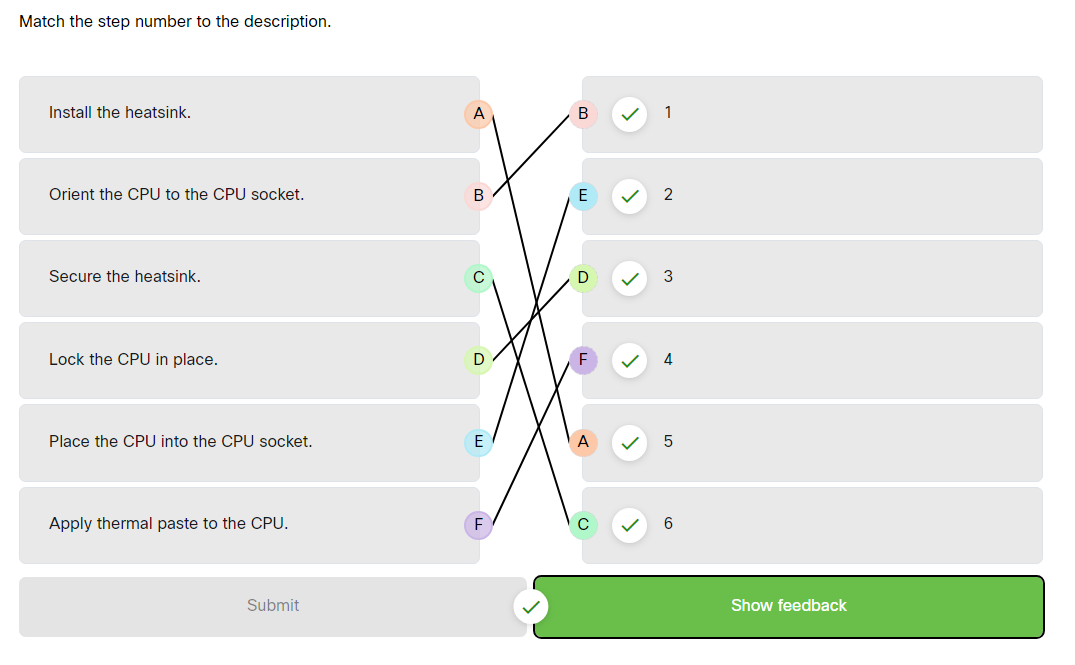 Match the step number to the description.
Install the heatsink. A B 1
Orient the CPU to the CPU socket. B E 2
Secure the heatsink. C D 3
Lock the CPU in place. D F 4
Place the CPU into the CPU socket. E A 5
Apply thermal paste to the CPU. F C 6
Submit Show feedback